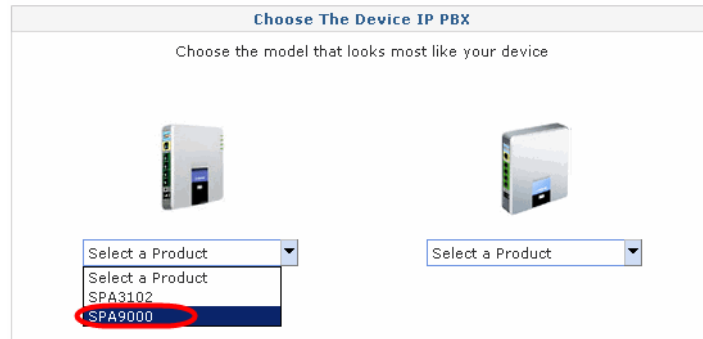 Choose The Device IP PBX
Choose the model that looks most like your device
Select a Product
Select a Product
Select a Product
SPA3102
SPA9000